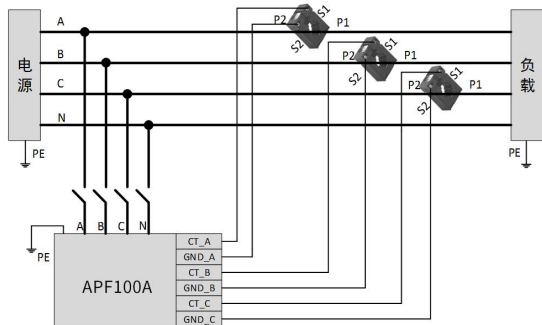 A
P2
S1
P1
S2
B
P2
S1
P1
S2
C
P2
S1
P1
S2
N
电源
负载
PE
PE
PE
A B C N
CT_A
GND_A
CT_B
GND_B
CT_C
GND_C
APF100A